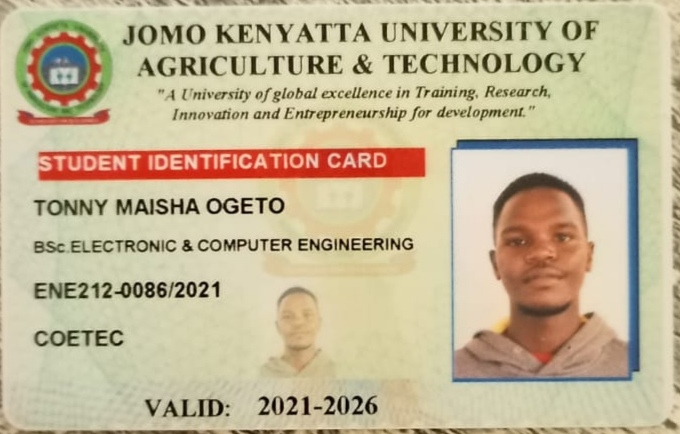 JOMO KENYATTA UNIVERSITY OF
AGRICULTURE & TECHNOLOGY
"A University of global excellence in Training, Research,
Innovation and Entrepreneurship for development."
STUDENT IDENTIFICATION CARD
TONNY MAISHA OGETO
BSc.ELECTRONIC & COMPUTER ENGINEERING
ENE212-0086/2021
COETEC
VALID: 2021-2026